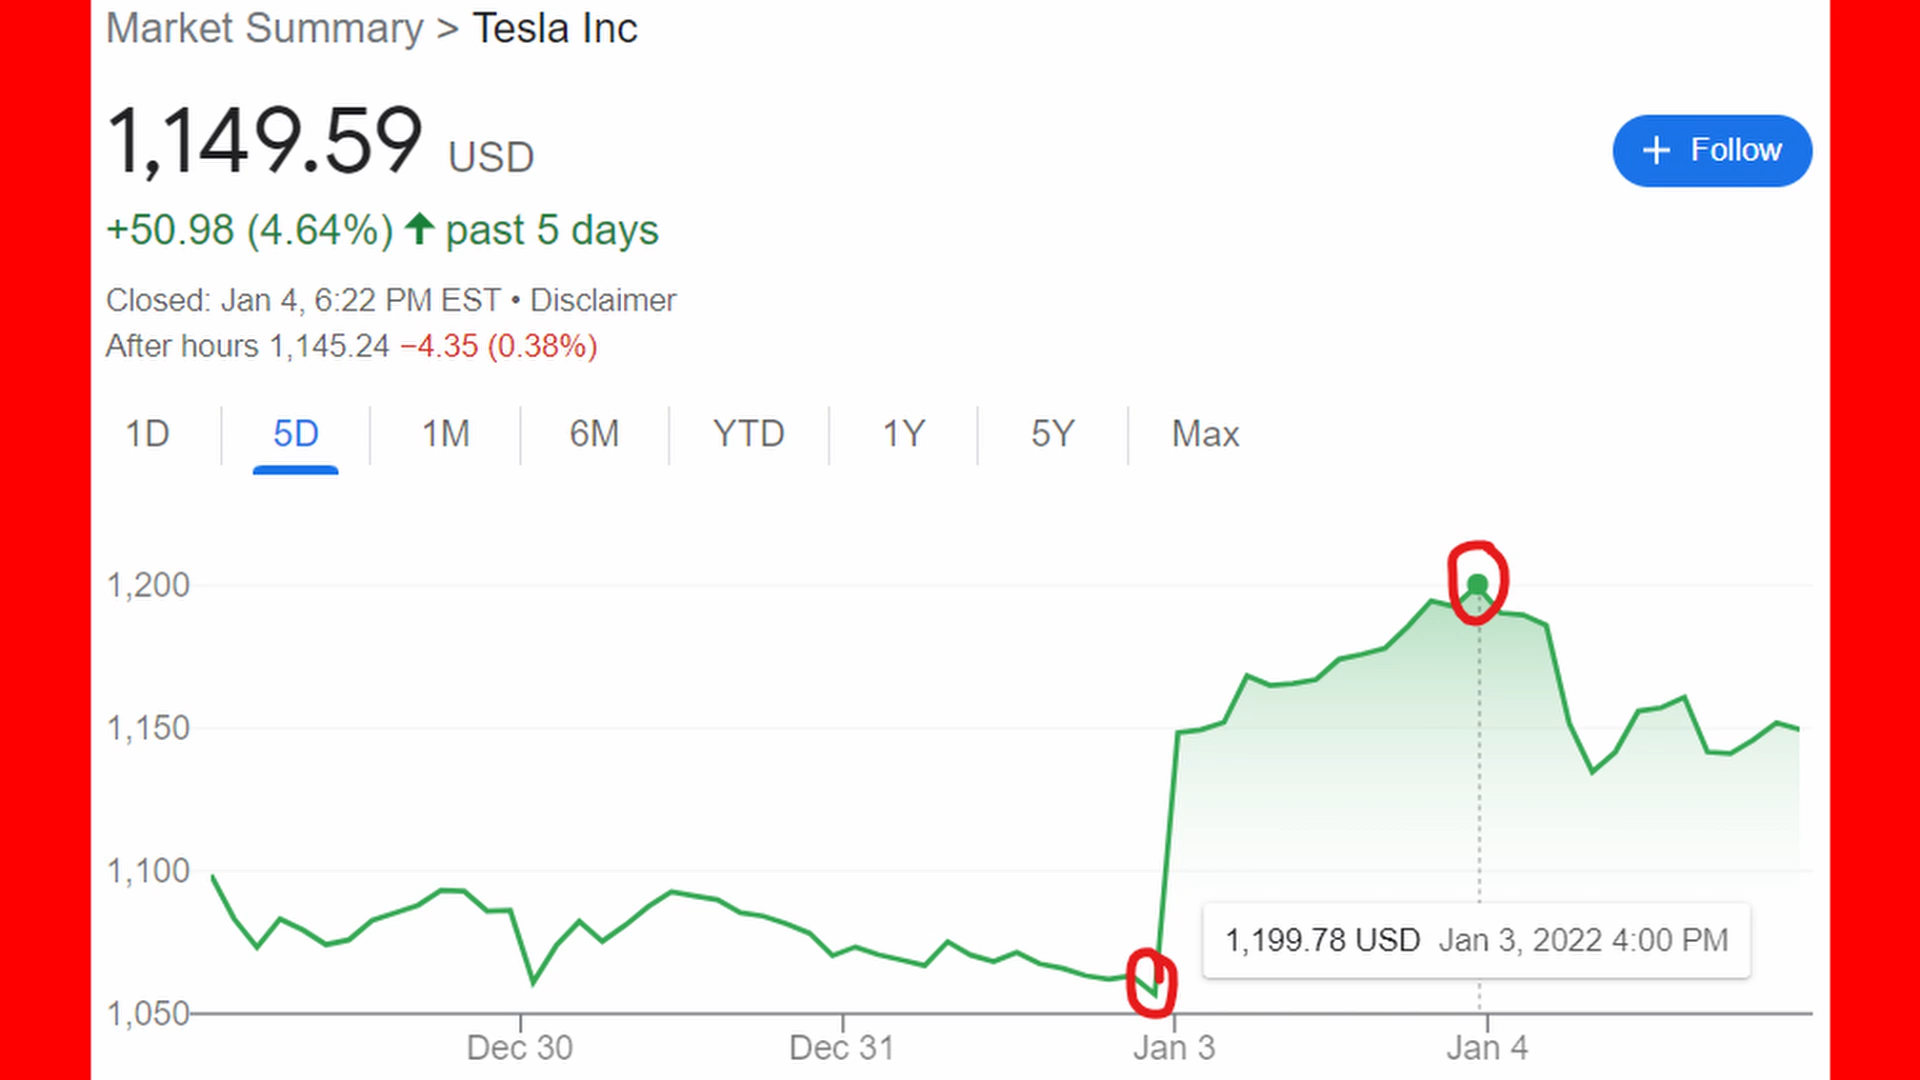 Market Summary > Tesla Inc
1,149.59 USD
+ Follow
+50.98 (4.64%) ↑ past 5 days
Closed: Jan 4, 6:22 PM EST • Disclaimer
After hours 1,145.24 −4.35 (0.38%)
1D 5D 1M 6M YTD 1Y 5Y Max
1,200
1,150
1,100
1,199.78 USD Jan 3, 2022 4:00 PM
1,050
Dec 30 Dec 31 Jan 3 Jan 4